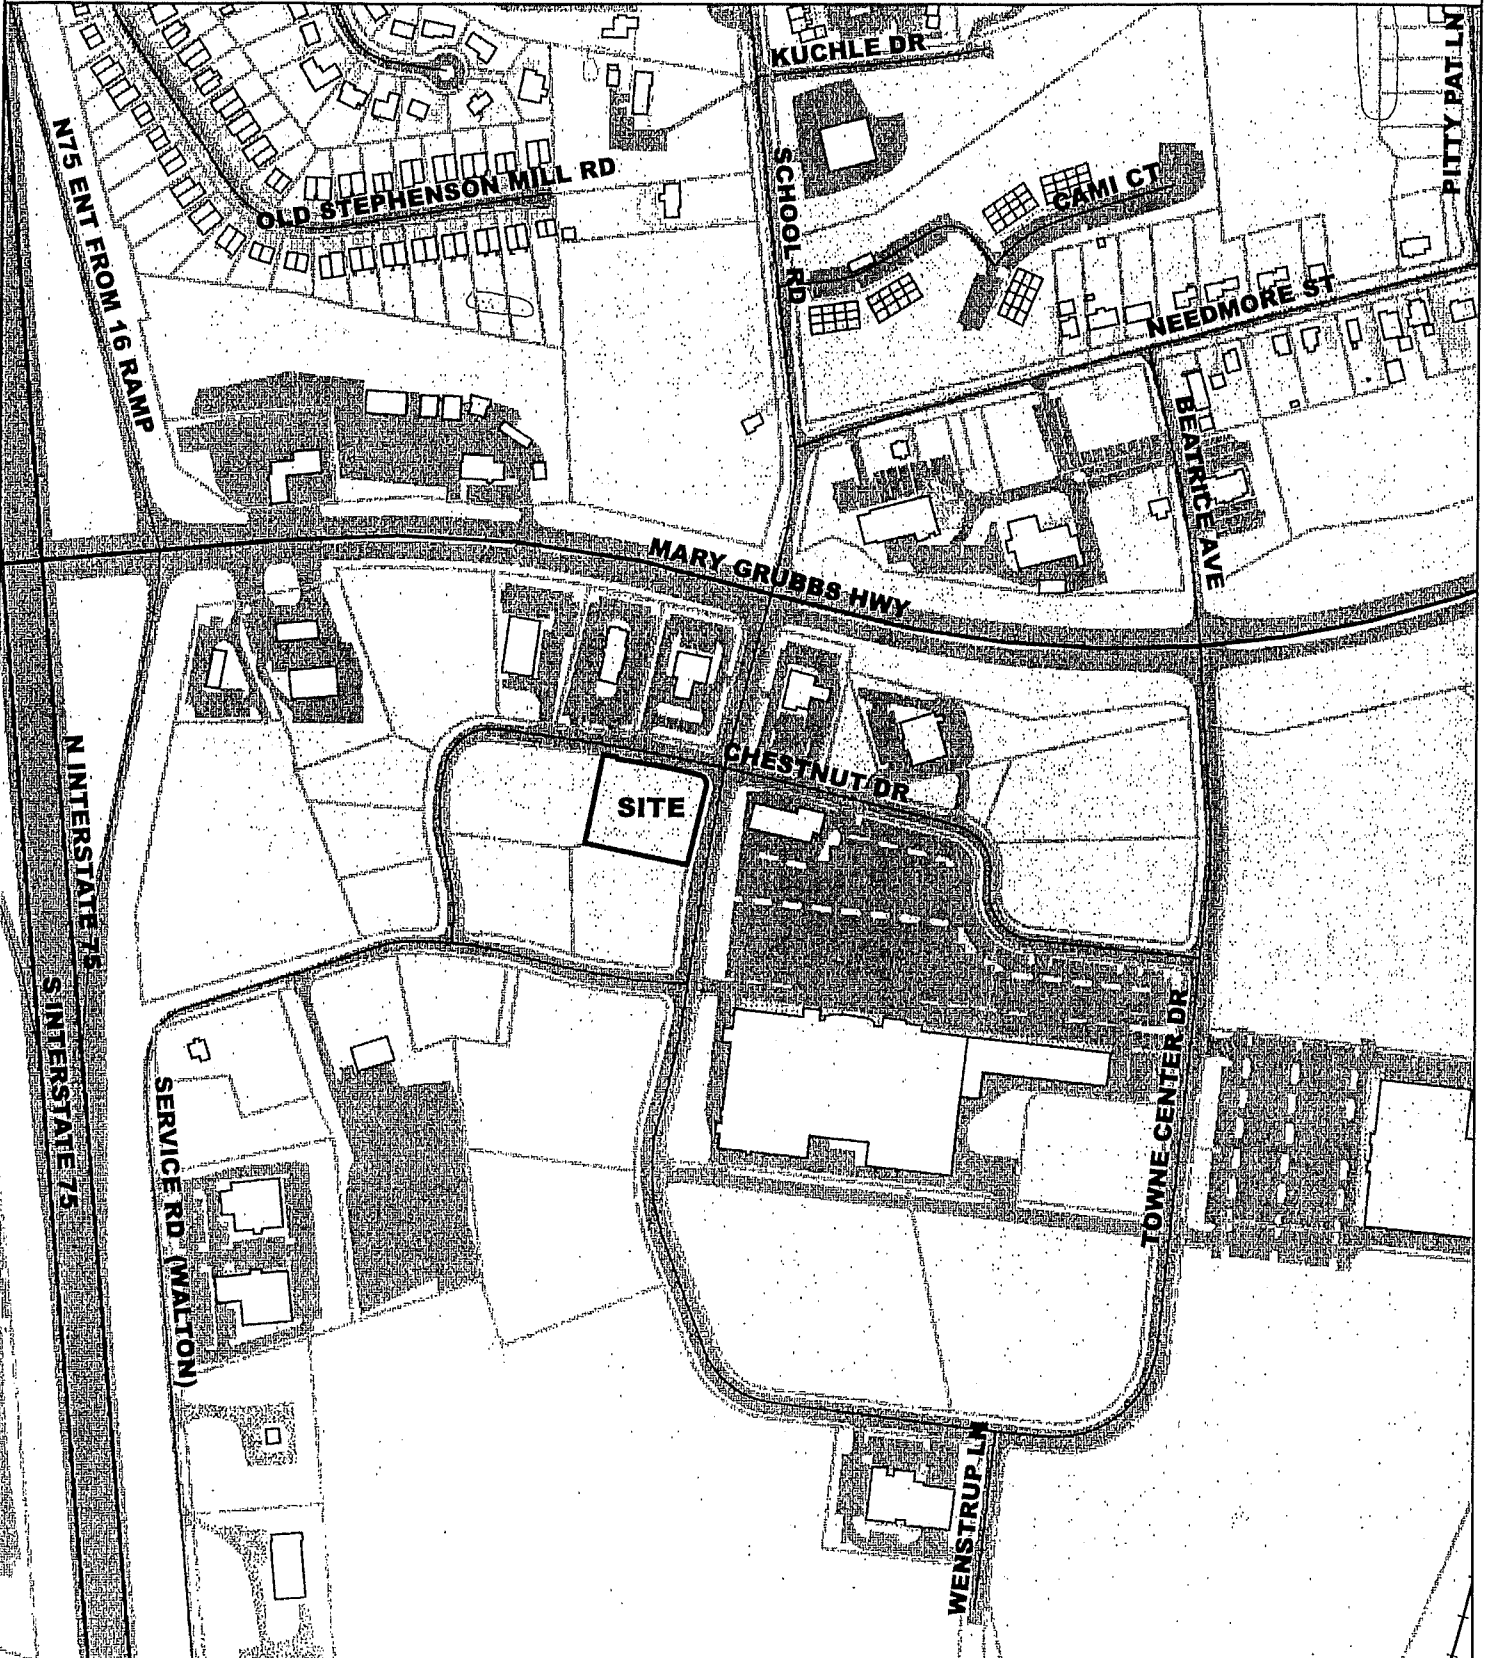 KUCHLE DR
PITTY PAT LN
N75 ENT FROM 16 RAMP
OLD STEPHENSON MILL RD
SCHOOL RD
CAMI CT
NEEDMORE ST
BEATRICE AVE
MARY GRUBBS HWY
CHESTNUT DR
SITE
N INTERSTATE 75
S INTERSTATE 75
SERVICE RD (WALTON)
TOWNE CENTER DR
WENSTRUP LN